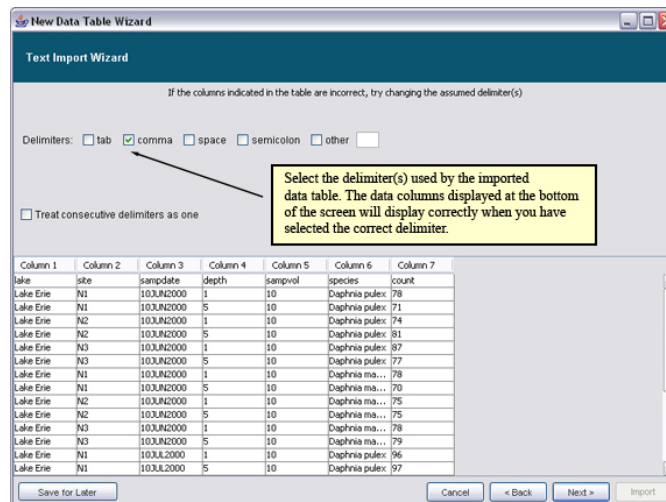 New Data Table Wizard
Text Import Wizard
If the columns indicated in the table are incorrect, try changing the assumed delimiter(s)
Delimiters: tab comma space semicolon other
Select the delimiter(s) used by the imported
data table. The data columns displayed at the bottom
of the screen will display correctly when you have
selected the correct delimiter.
Treat consecutive delimiters as one
Column 1 Column 2 Column 3 Column 4 Column 5 Column 6 Column 7
lake site sampdate depth sampvol species count
Lake Erie N1 10JUN2000 1 10 Daphnia pulex 78
Lake Erie N1 10JUN2000 5 10 Daphnia pulex 71
Lake Erie N2 10JUN2000 1 10 Daphnia pulex 74
Lake Erie N2 10JUN2000 5 10 Daphnia pulex 81
Lake Erie N3 10JUN2000 1 10 Daphnia pulex 87
Lake Erie N3 10JUN2000 5 10 Daphnia pulex 77
Lake Erie N1 10JUN2000 1 10 Daphnia ma... 78
Lake Erie N1 10JUN2000 5 10 Daphnia ma... 70
Lake Erie N2 10JUN2000 1 10 Daphnia ma... 75
Lake Erie N2 10JUN2000 5 10 Daphnia ma... 75
Lake Erie N3 10JUN2000 1 10 Daphnia ma... 78
Lake Erie N3 10JUN2000 5 10 Daphnia ma... 79
Lake Erie N1 10JUL2000 1 10 Daphnia pulex 96
Lake Erie N1 10JUL2000 5 10 Daphnia pulex 97
Save for Later Cancel < Back Next > Import